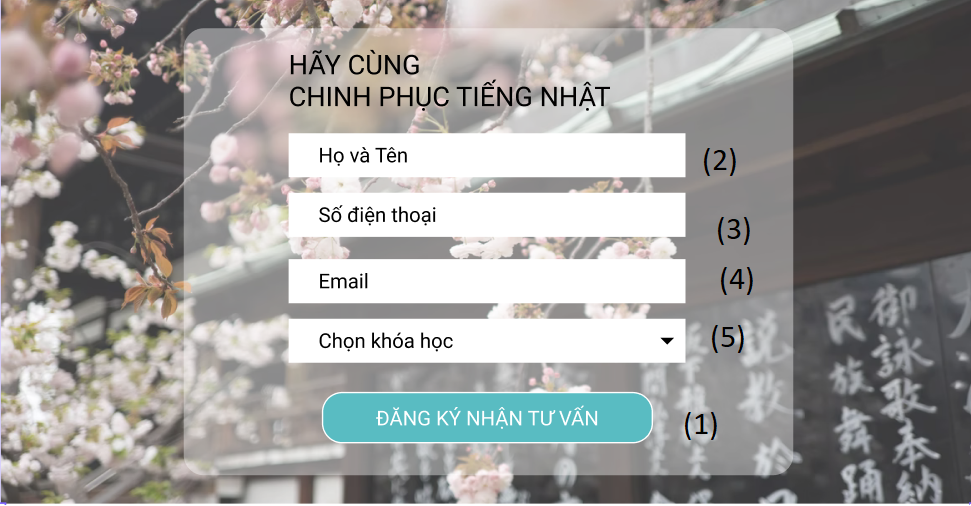 HÃY CÙNG
CHINH PHỤC TIẾNG NHẬT
Họ và Tên (2)
Số điện thoại (3)
Email (4)
Chọn khóa học (5)
ĐĂNG KÝ NHẬN TƯ VẤN (1)
御詠歌奉納
民族舞踊
説教於